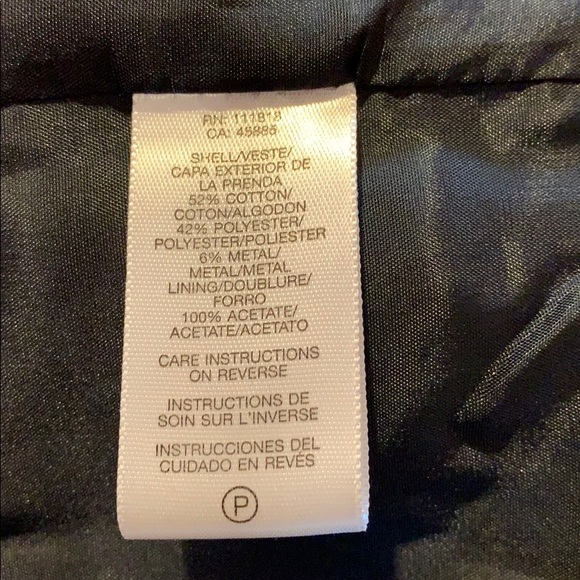 RN: 111818
CA: 45885
SHELL/VESTE/
CAPA EXTERIOR DE
LA PRENDA
52% COTTON/
COTON/ALGODON
42% POLYESTER/
POLYESTER/POLIESTER
6% METAL/
METAL/METAL
LINING/DOUBLURE/
FORRO
100% ACETATE/
ACETATE/ACETATO
CARE INSTRUCTIONS
ON REVERSE
INSTRUCTIONS DE
SOIN SUR L'INVERSE
INSTRUCCIONES DEL
CUIDADO EN REVÉS
P